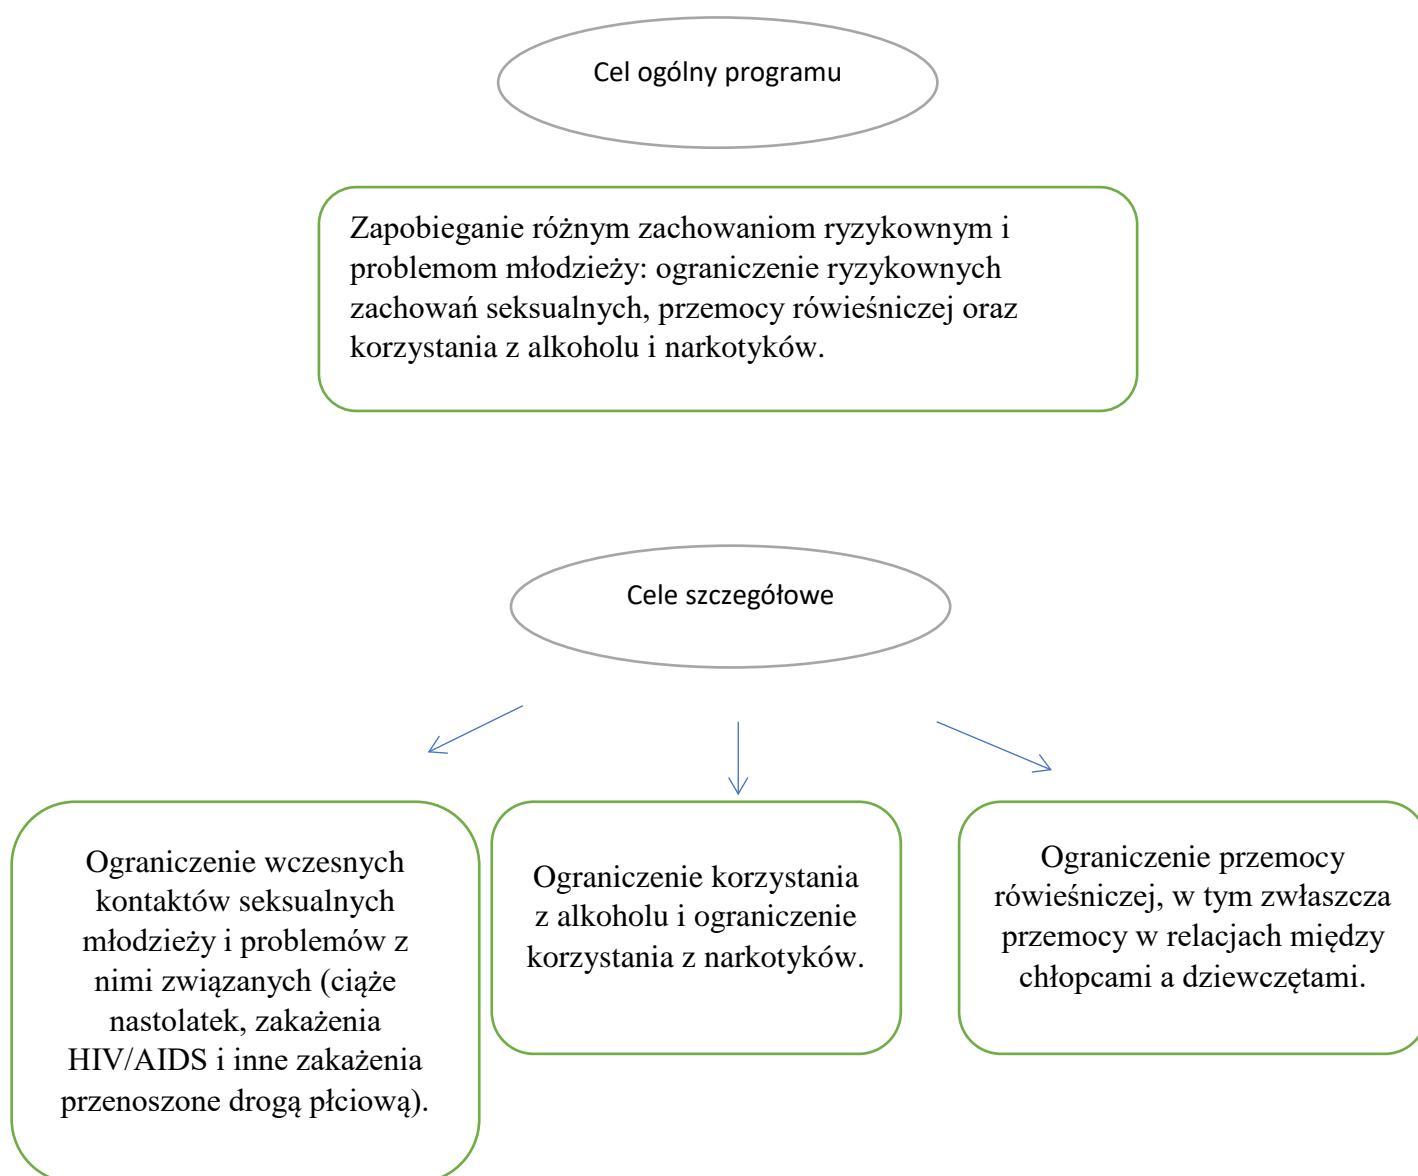 Cel ogólny programu
Zapobieganie różnym zachowaniom ryzykownym i
problemom młodzieży: ograniczenie ryzykownych
zachowań seksualnych, przemocy rówieśniczej oraz
korzystania z alkoholu i narkotyków.
Cele szczegółowe
Ograniczenie wczesnych
kontaktów seksualnych
młodzieży i problemów z
nimi związanych (ciąże
nastolatek, zakażenia
HIV/AIDS i inne zakażenia
przenoszone drogą płciową).
Ograniczenie korzystania
z alkoholu i ograniczenie
korzystania z narkotyków.
Ograniczenie przemocy
rówieśniczej, w tym zwłaszcza
przemocy w relacjach między
chłopcami a dziewczętami.